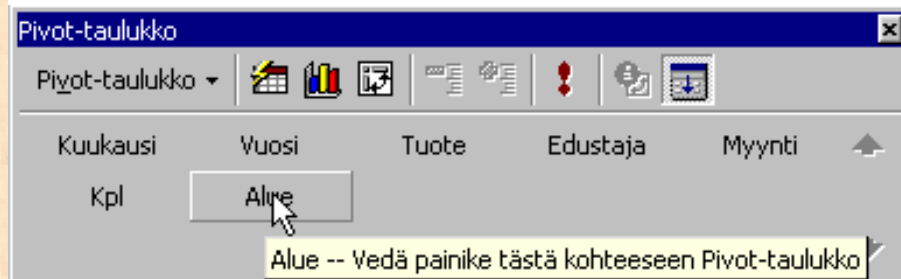 Pivot-taulukko
Pivot-taulukko
Kuukausi Vuosi Tuote Edustaja Myynti
Kpl Alue
Alue -- Vedä painike tästä kohteeseen Pivot-taulukko